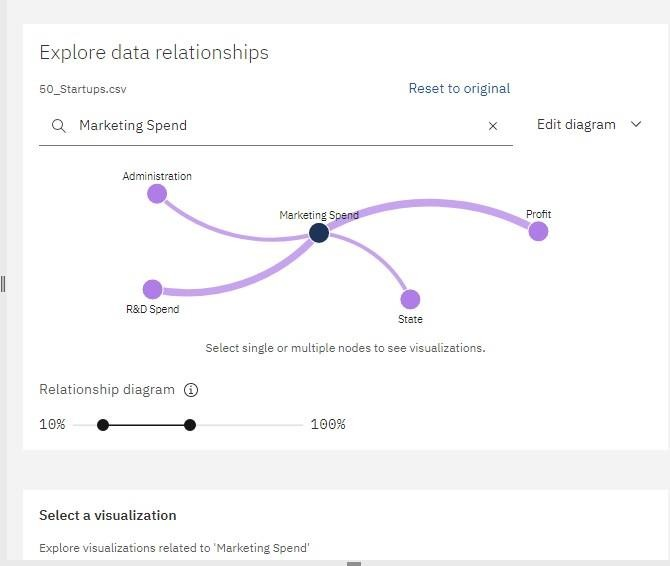 Explore data relationships
50_Startups.csv
Reset to original
Marketing Spend
Edit diagram
Administration
Marketing Spend
Profit
R&D Spend
State
Select single or multiple nodes to see visualizations.
Relationship diagram
10%
100%
Select a visualization
Explore visualizations related to 'Marketing Spend'